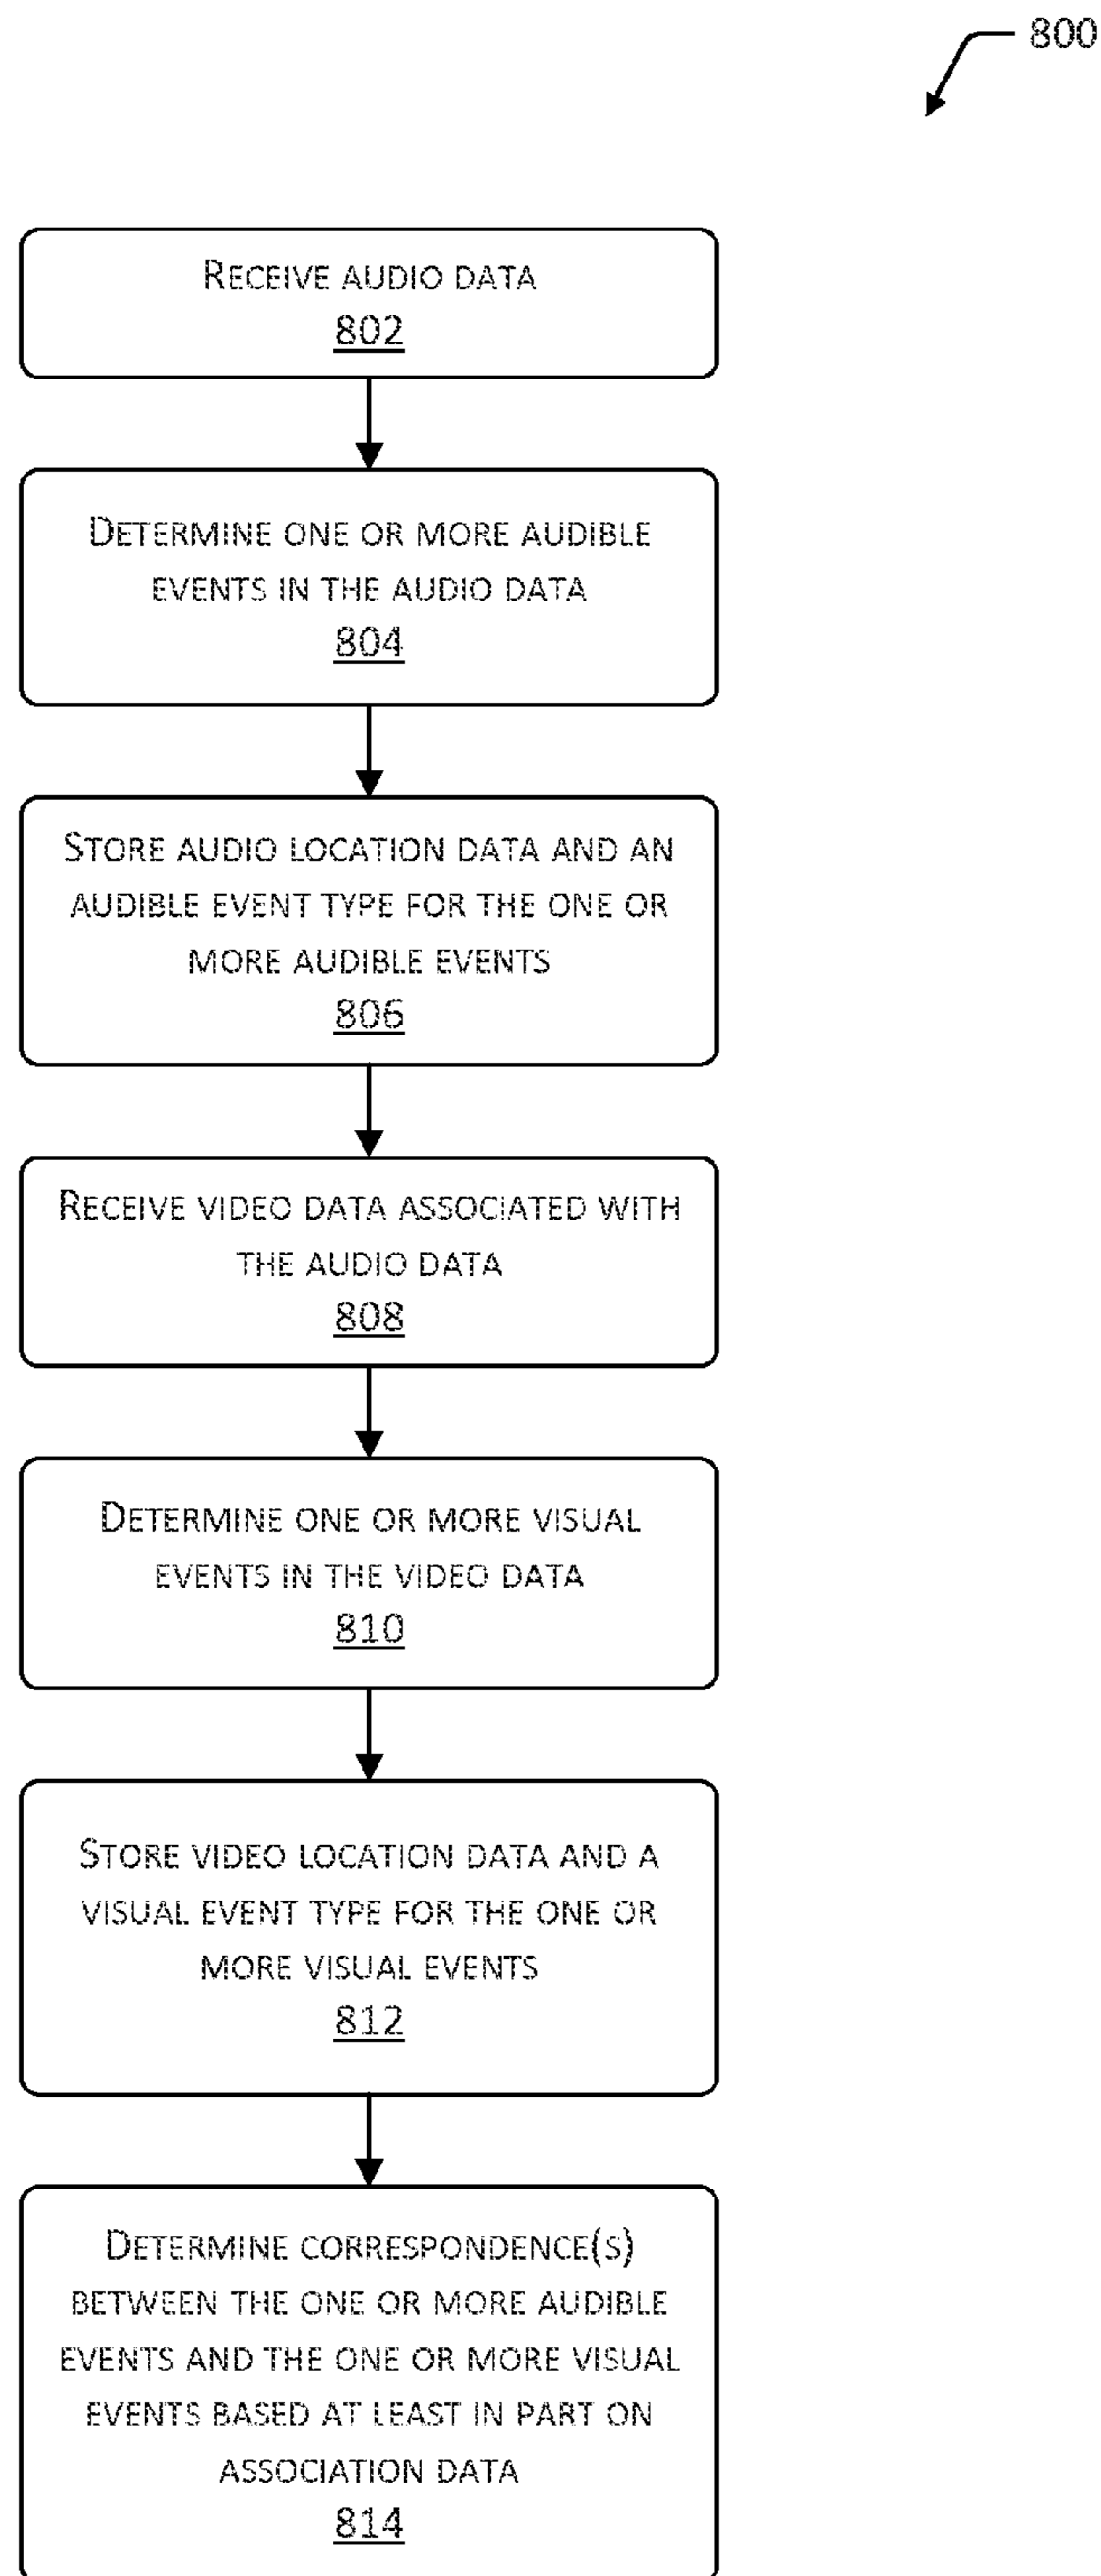 800
RECEIVE AUDIO DATA
802
DETERMINE ONE OR MORE AUDIBLE
EVENTS IN THE AUDIO DATA
804
STORE AUDIO LOCATION DATA AND AN
AUDIBLE EVENT TYPE FOR THE ONE OR
MORE AUDIBLE EVENTS
806
RECEIVE VIDEO DATA ASSOCIATED WITH
THE AUDIO DATA
808
DETERMINE ONE OR MORE VISUAL
EVENTS IN THE VIDEO DATA
810
STORE VIDEO LOCATION DATA AND A
VISUAL EVENT TYPE FOR THE ONE OR
MORE VISUAL EVENTS
812
DETERMINE CORRESPONDENCE(S)
BETWEEN THE ONE OR MORE AUDIBLE
EVENTS AND THE ONE OR MORE VISUAL
EVENTS BASED AT LEAST IN PART ON
ASSOCIATION DATA
814